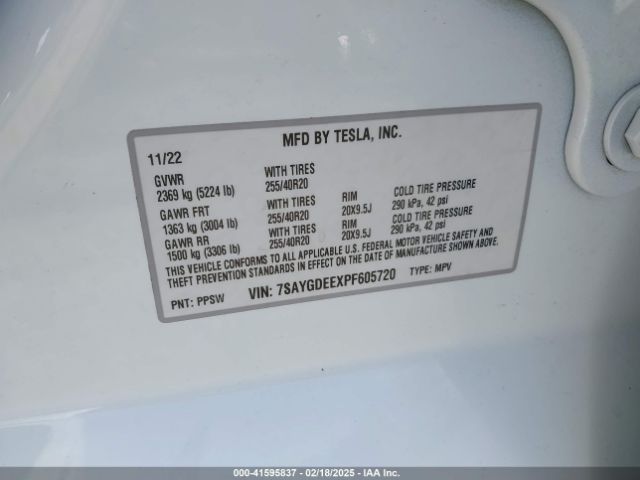 MFD BY TESLA, INC.
11/22
GVWR WITH TIRES
2369 kg (5224 lb) 255/40R20
GAWR FRT WITH TIRES RIM COLD TIRE PRESSURE
1363 kg (3004 lb) 255/40R20 20X9.5J 290 kPa, 42 psi
GAWR RR WITH TIRES RIM COLD TIRE PRESSURE
1500 kg (3306 lb) 255/40R20 20X9.5J 290 kPa, 42 psi
THIS VEHICLE CONFORMS TO ALL APPLICABLE U.S. FEDERAL MOTOR VEHICLE SAFETY AND
THEFT PREVENTION STANDARDS IN EFFECT ON THE DATE OF MANUFACTURE SHOWN ABOVE.
PNT: PPSW VIN: 7SAYGDEEXPF605720 TYPE: MPV
000-41595837 - 02/18/2025 - IAA Inc.